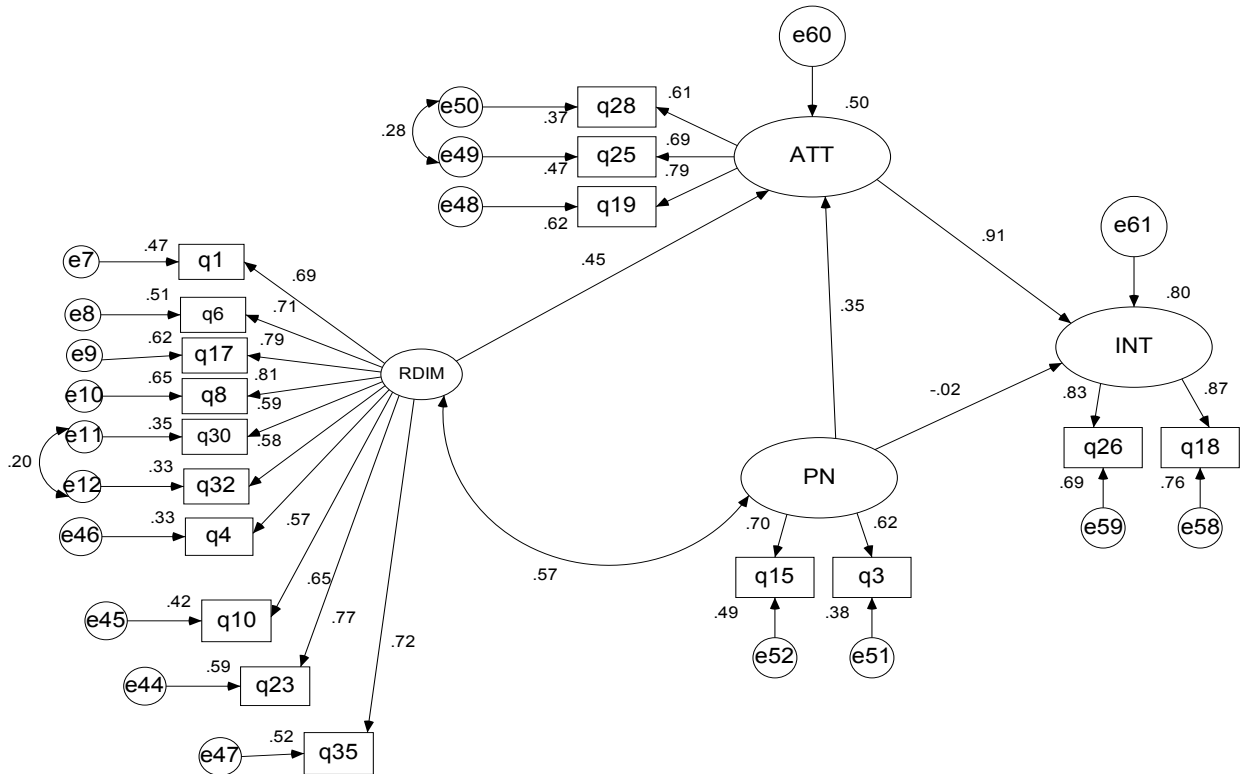 e60
.50
e50
.37
q28
.61
.28
e49
.47
q25
.69
ATT
e48
.62
q19
.79
e61
.80
.91
INT
.45
.35
-.02
.83
.87
q26
q18
.69
.76
e59
e58
e7
.47
q1
.69
e8
.51
q6
.71
e9
.62
q17
.79
RDIM
e10
.65
q8
.81
e11
.35
q30
.59
.20
e12
.33
q32
.58
e46
.33
q4
.57
e45
.42
q10
.65
e44
.59
q23
.77
e47
.52
q35
.72
.57
PN
.70
.62
q15
q3
.49
.38
e52
e51